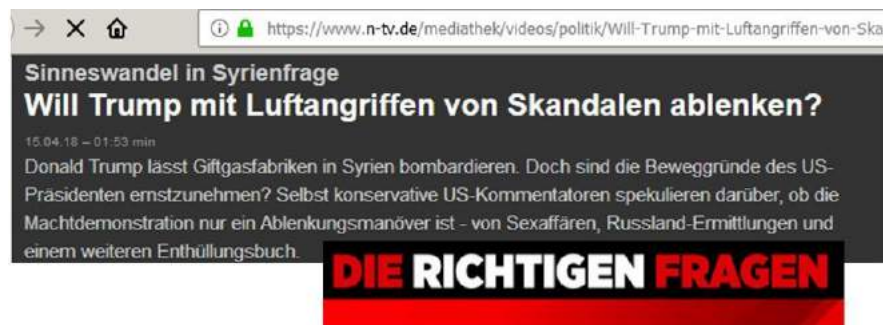 https://www.n-tv.de/mediathek/videos/politik/Will-Trump-mit-Luftangriffen-von-Ska
Sinneswandel in Syrienfrage
Will Trump mit Luftangriffen von Skandalen ablenken?
15.04.18 – 01:53 min
Donald Trump lässt Giftgasfabriken in Syrien bombardieren. Doch sind die Beweggründe des US-
Präsidenten ernstzunehmen? Selbst konservative US-Kommentatoren spekulieren darüber, ob die
Machtdemonstration nur ein Ablenkungsmanöver ist - von Sexaffären, Russland-Ermittlungen und
einem weiteren Enthüllungsbuch.
DIE RICHTIGEN FRAGEN